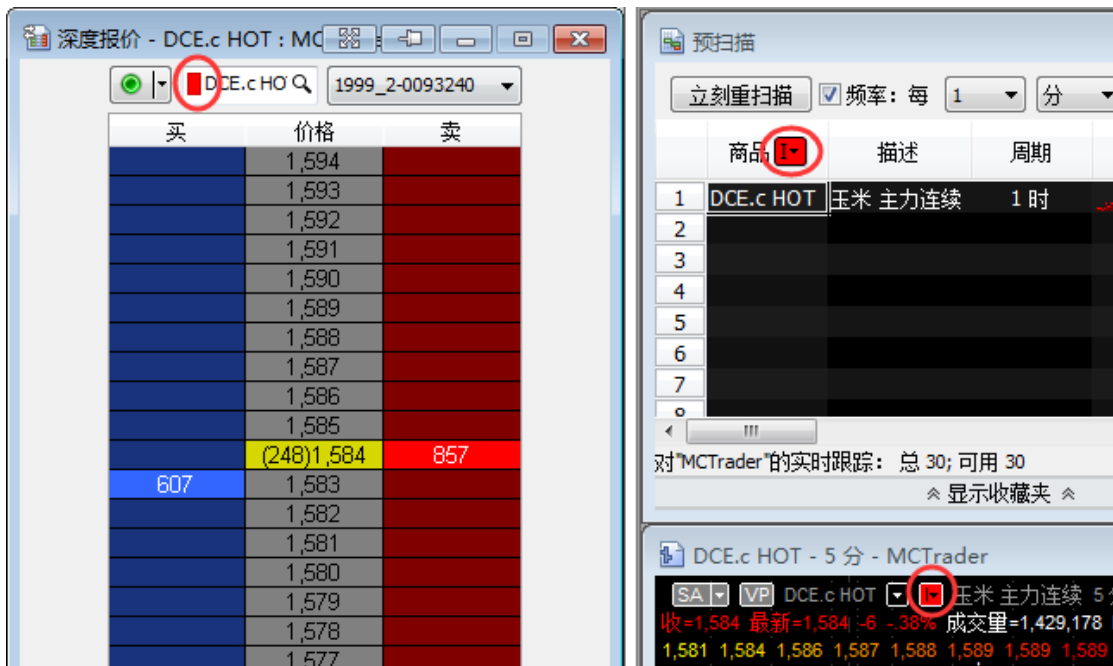 深度报价 - DCE.c HOT : MC
DCE.c HO
1999_2-0093240
买 价格 卖
1,594
1,593
1,592
1,591
1,590
1,589
1,588
1,587
1,586
1,585
(248)1,584 857
607 1,583
1,582
1,581
1,580
1,579
1,578
1,577
预扫描
立刻重扫描 频率：每 1 分
商品 I 描述 周期
1 DCE.c HOT 玉米 主力连续 1 时
2
3
4
5
6
7
8
对"MCTrader"的实时跟踪： 总 30; 可用 30
显示收藏夹
DCE.c HOT - 5 分 - MCTrader
SA VP DCE.c HOT I 玉米 主力连续 5 分
收=1,584 最新=1,584 -6 -.38% 成交量=1,429,178
1,581 1,584 1,586 1,587 1,588 1,589 1,589 1,589